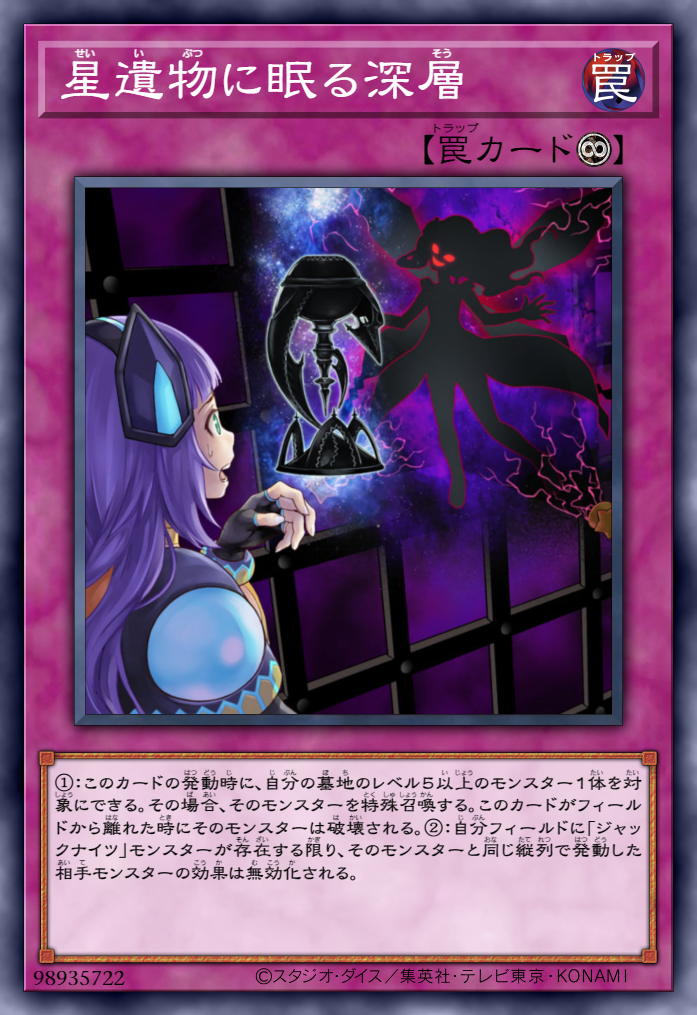 星遺物に眠る深層
罠
【罠カード】
①：このカードの発動時に、自分の墓地のレベル５以上のモンスター１体を対
象にできる。その場合、そのモンスターを特殊召喚する。このカードがフィール
ドから離れた時にそのモンスターは破壊される。②：自分フィールドに「ジャッ
クナイツ」モンスターが存在する限り、そのモンスターと同じ縦列で発動した
相手モンスターの効果は無効化される。
98935722
©スタジオ・ダイス／集英社・テレビ東京・KONAMI